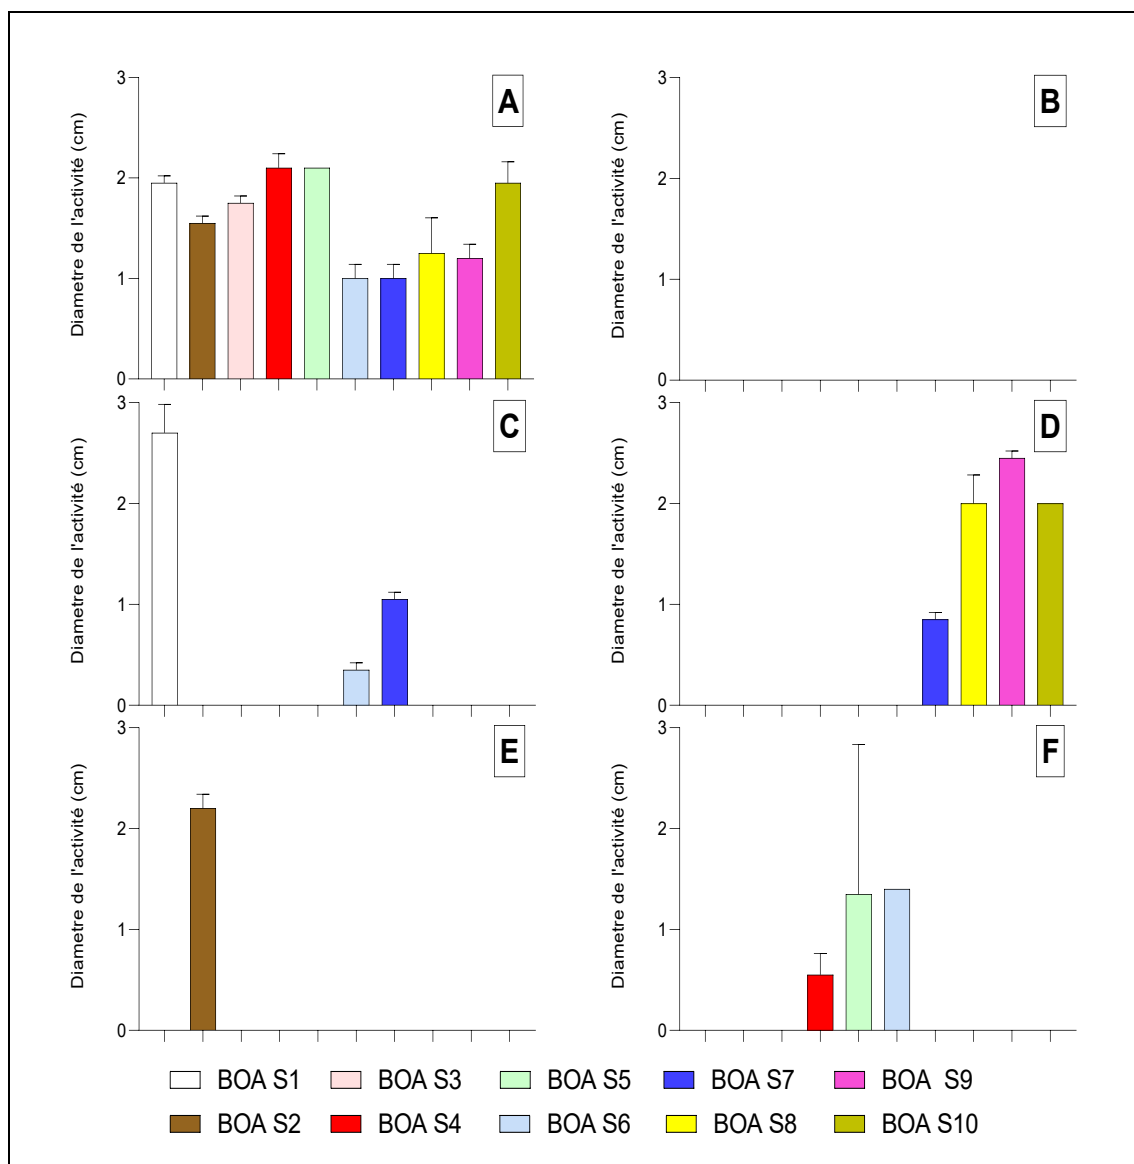 A
3
2
1
0
Diametre de l'activité (cm)
B
3
2
1
0
Diametre de l'activité (cm)
C
3
2
1
0
Diametre de l'activité (cm)
D
3
2
1
0
Diametre de l'activité (cm)
E
3
2
1
0
Diametre de l'activité (cm)
F
3
2
1
0
Diametre de l'activité (cm)
BOA S1 BOA S3 BOA S5 BOA S7 BOA S9
BOA S2 BOA S4 BOA S6 BOA S8 BOA S10